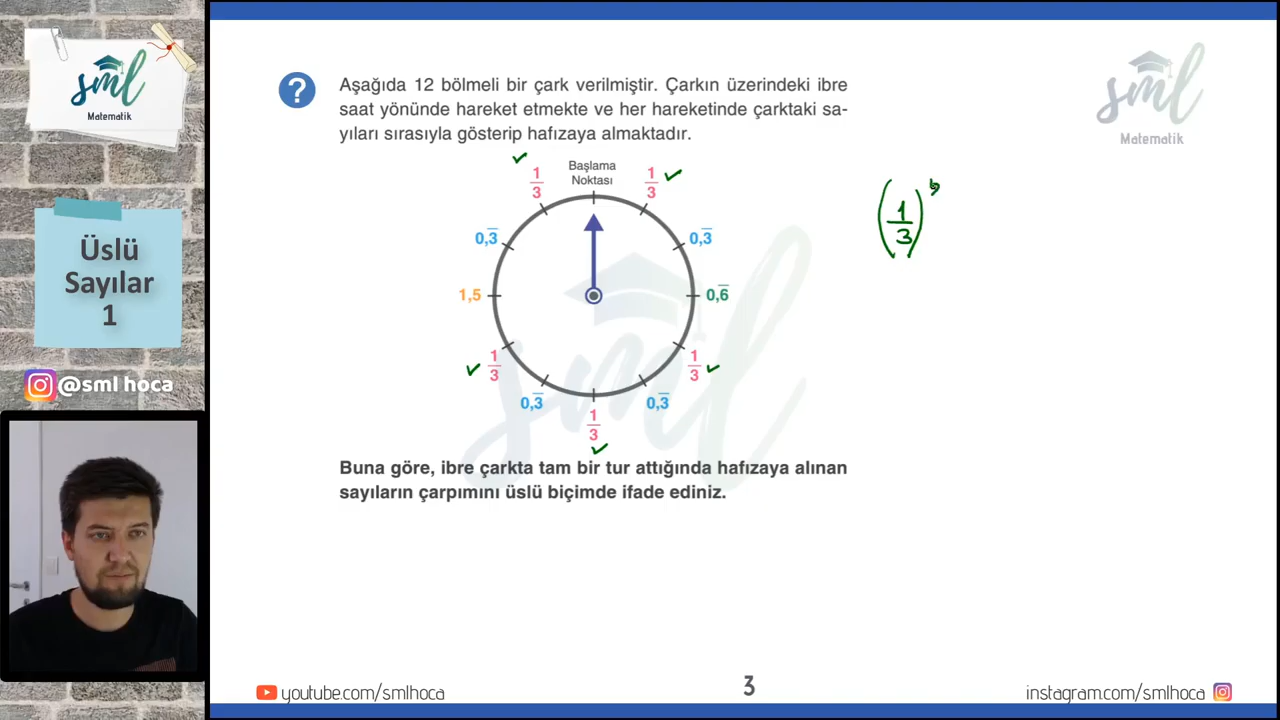 sml
Matematik
Üslü
Sayılar
1
@sml hoca
?
Aşağıda 12 bölmeli bir çark verilmiştir. Çarkın üzerindeki ibre
saat yönünde hareket etmekte ve her hareketinde çarktaki sa-
yıları sırasıyla gösterip hafızaya almaktadır.
Başlama
Noktası
1/3
1/3
0,3̅
0,3̅
1,5
0,6̅
1/3
1/3
0,3̅
0,3̅
1/3
Buna göre, ibre çarkta tam bir tur attığında hafızaya alınan
sayıların çarpımını üslü biçimde ifade ediniz.
(1/3)
sml
Matematik
youtube.com/smlhoca
3
instagram.com/smlhoca